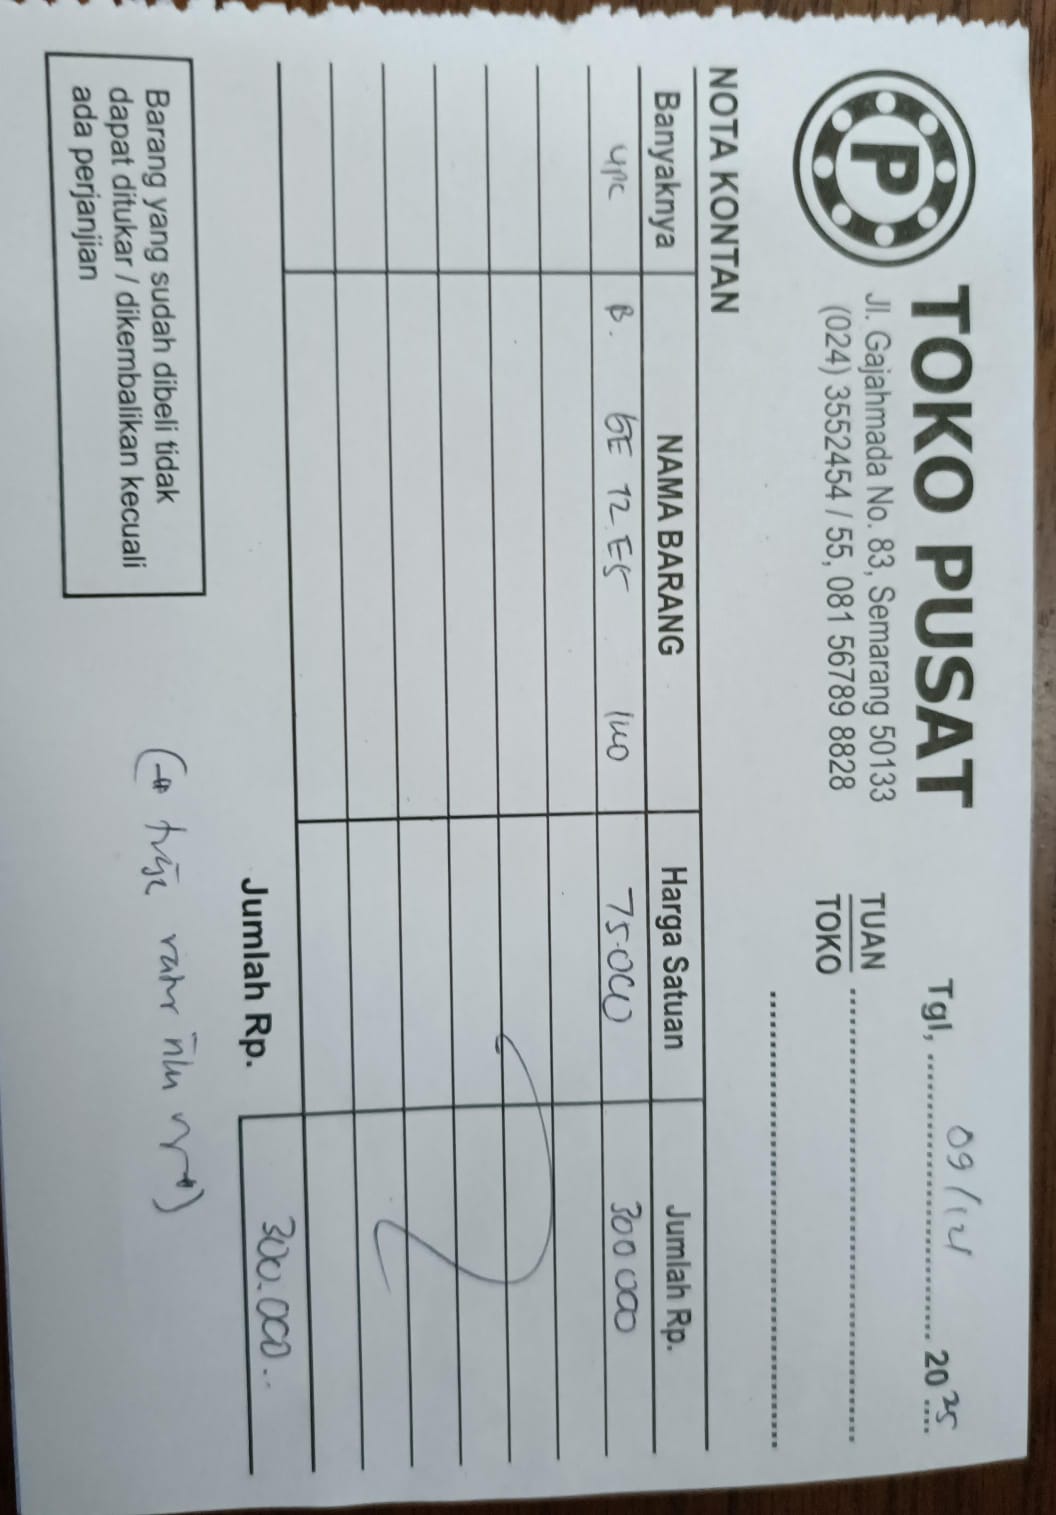 P
TOKO PUSAT
Jl. Gajahmada No. 83, Semarang 50133
(024) 3552454 / 55, 081 56789 8828
Tgl, 09/12 2025
TUAN
TOKO
NOTA KONTAN
Banyaknya NAMA BARANG Harga Satuan Jumlah Rp.
4pc B. GE 12 ES 75.000 300 000
Jumlah Rp. 300.000..
Barang yang sudah dibeli tidak
dapat ditukar / dikembalikan kecuali
ada perjanjian